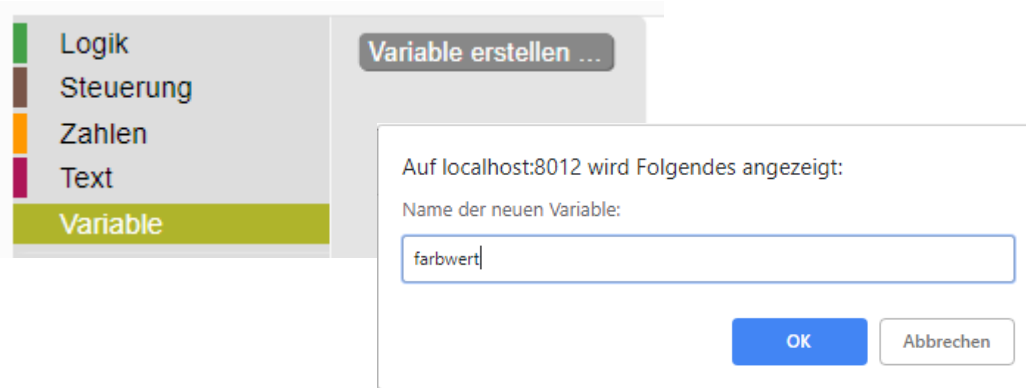 Logik
Steuerung
Zahlen
Text
Variable
Variable erstellen ...
Auf localhost:8012 wird Folgendes angezeigt:
Name der neuen Variable:
farbwert
OK
Abbrechen